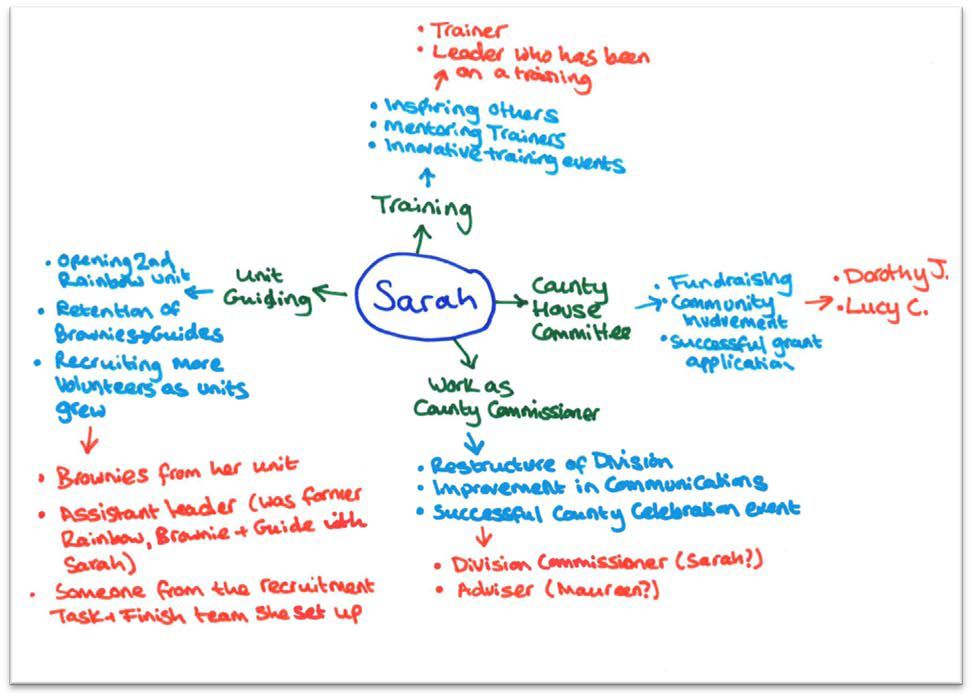 • Trainer
• Leader who has been
on a training
• Inspiring Others
• Mentoring Trainers
• Innovative training events
Training
Sarah
Unit
Guiding
• Opening 2nd
Rainbow unit
• Retention of
Brownies→Guides
• Recruiting more
Volunteers as units
grew
• Brownies from her unit
• Assistant leader (was former
Rainbow, Brownie + Guide with
Sarah)
• Someone from the recruitment
Task + Finish team she set up
County
House
Committee
• Fundraising
• Community
Involvement
• Successful grant
application
• Dorothy J.
• Lucy C.
Work as
County Commissioner
• Restructure of Division
• Improvement in Communications
• Successful County Celebration event
• Division Commissioner (Sarah?)
• Adviser (Maureen?)